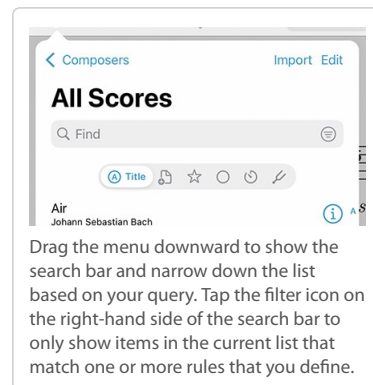 Composers Import Edit
All Scores
Find
A Title
Air
Johann Sebastian Bach
Drag the menu downward to show the
search bar and narrow down the list
based on your query. Tap the filter icon on
the right-hand side of the search bar to
only show items in the current list that
match one or more rules that you define.